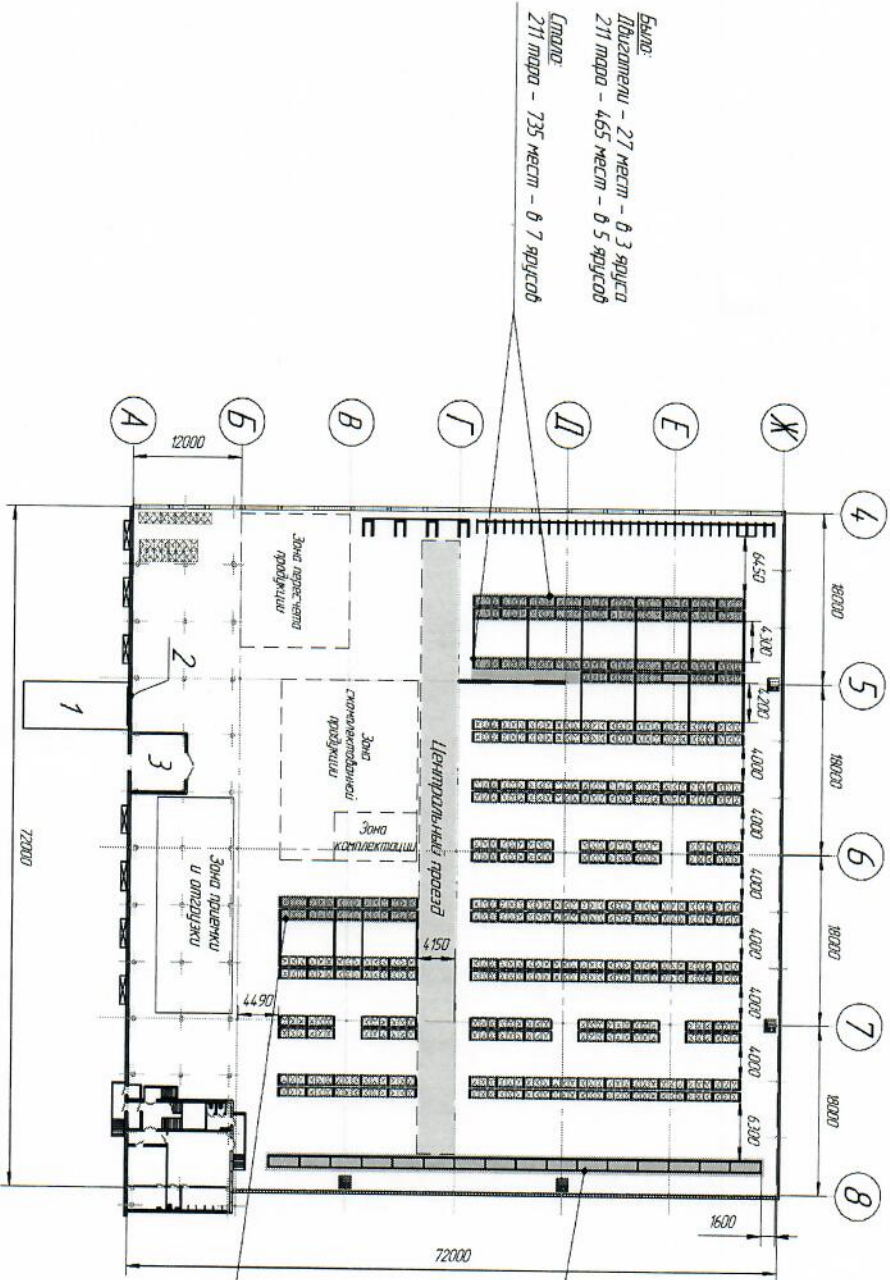 Было:
Двигатели - 27 мест - в 3 яруса
211 тара - 465 мест - в 5 ярусов
Стало:
211 тара - 735 мест - в 7 ярусов
А
Б
В
Г
Д
Е
Ж
12000
4
5
6
7
8
18000
18000
18000
18000
6450
4300
4200
4000
4000
4000
4000
4000
4000
6300
1600
Зона пересчета
продукции
Зона
скомплектованной
продукции
Зона
комплектации
Центральный проезд
4150
4490
Зона приемки
и отгрузки
1
2
3
72000
72000